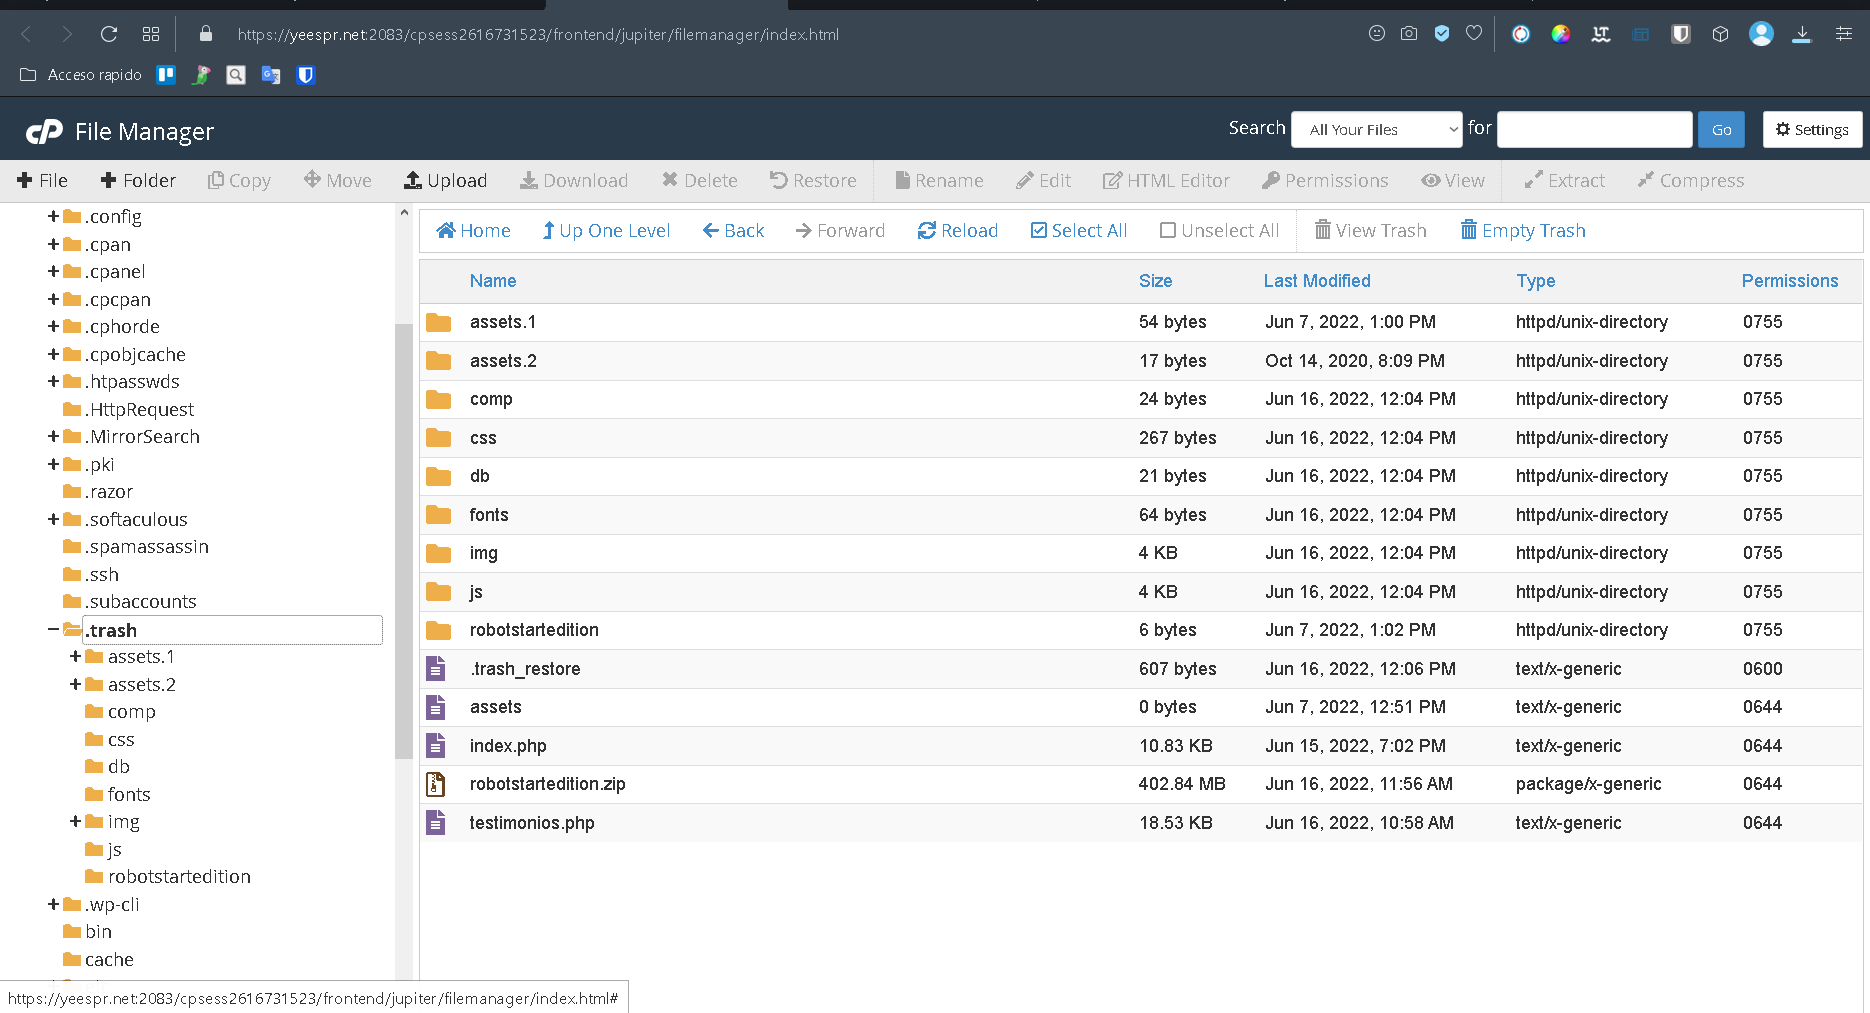 https://yeespr.net:2083/cpsess2616731523/frontend/jupiter/filemanager/index.html
Acceso rapido
cP File Manager
Search All Your Files for Go Settings
File Folder Copy Move Upload Download Delete Restore Rename Edit HTML Editor Permissions View Extract Compress
Home Up One Level Back Forward Reload Select All Unselect All View Trash Empty Trash
.config
.cpan
.cpanel
.cpcpan
.cphorde
.cpobjcache
.htpasswds
.HttpRequest
.MirrorSearch
.pki
.razor
.softaculous
.spamassassin
.ssh
.subaccounts
.trash
assets.1
assets.2
comp
css
db
fonts
img
js
robotstartedition
.wp-cli
bin
cache
Name Size Last Modified Type Permissions
assets.1 54 bytes Jun 7, 2022, 1:00 PM httpd/unix-directory 0755
assets.2 17 bytes Oct 14, 2020, 8:09 PM httpd/unix-directory 0755
comp 24 bytes Jun 16, 2022, 12:04 PM httpd/unix-directory 0755
css 267 bytes Jun 16, 2022, 12:04 PM httpd/unix-directory 0755
db 21 bytes Jun 16, 2022, 12:04 PM httpd/unix-directory 0755
fonts 64 bytes Jun 16, 2022, 12:04 PM httpd/unix-directory 0755
img 4 KB Jun 16, 2022, 12:04 PM httpd/unix-directory 0755
js 4 KB Jun 16, 2022, 12:04 PM httpd/unix-directory 0755
robotstartedition 6 bytes Jun 7, 2022, 1:02 PM httpd/unix-directory 0755
.trash_restore 607 bytes Jun 16, 2022, 12:06 PM text/x-generic 0600
assets 0 bytes Jun 7, 2022, 12:51 PM text/x-generic 0644
index.php 10.83 KB Jun 15, 2022, 7:02 PM text/x-generic 0644
robotstartedition.zip 402.84 MB Jun 16, 2022, 11:56 AM package/x-generic 0644
testimonios.php 18.53 KB Jun 16, 2022, 10:58 AM text/x-generic 0644
https://yeespr.net:2083/cpsess2616731523/frontend/jupiter/filemanager/index.html#